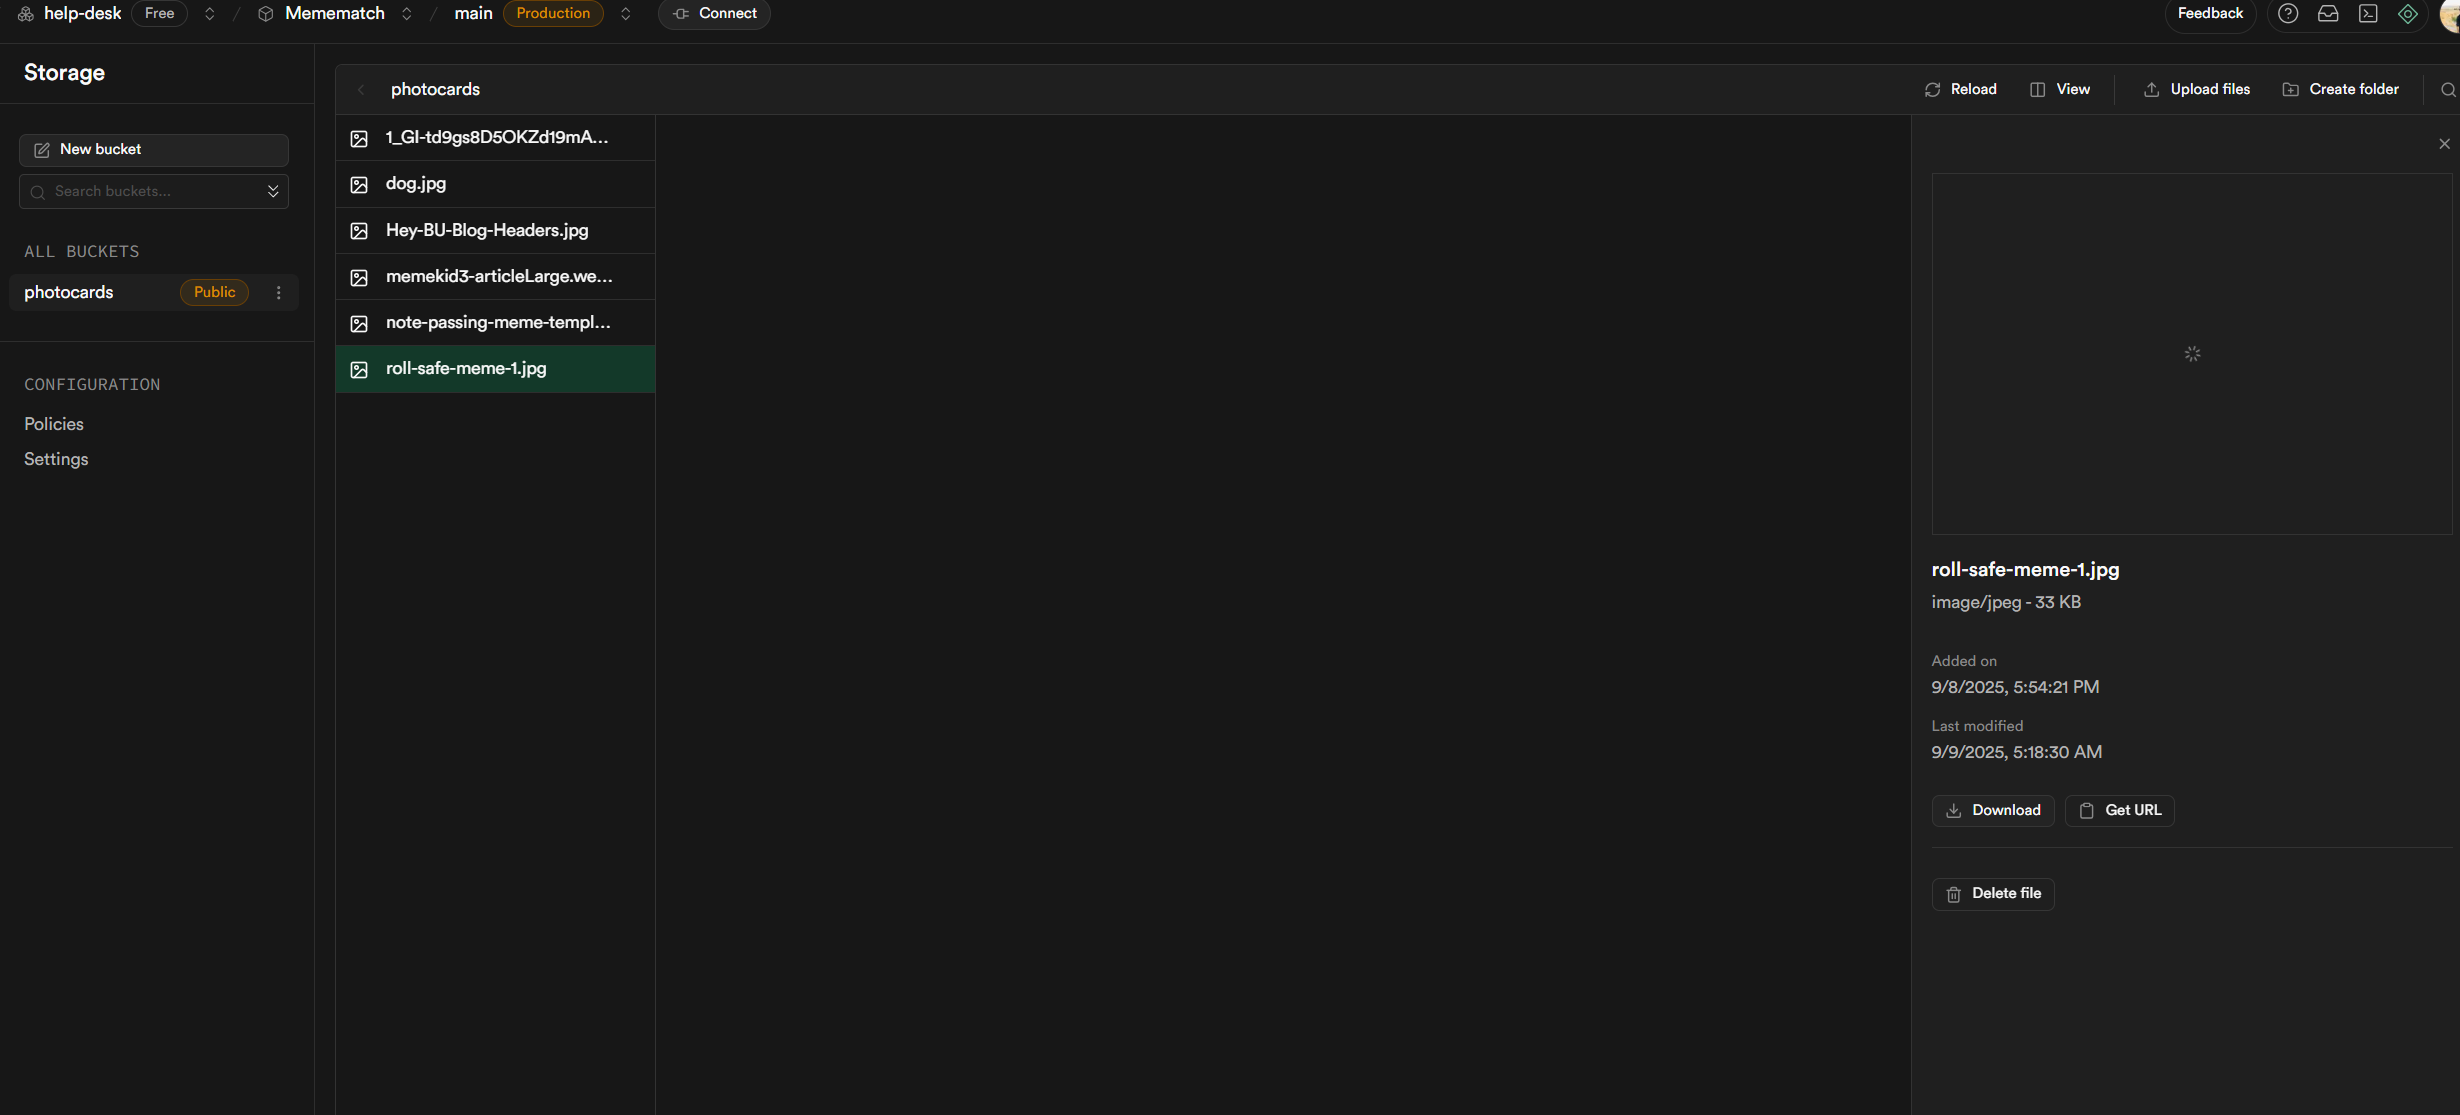 help-desk Free / Memematch / main Production Connect Feedback
Storage
photocards Reload View Upload files Create folder
New bucket
Search buckets...
ALL BUCKETS
photocards Public
CONFIGURATION
Policies
Settings
1_GI-td9gs8D5OKZd19mA...
dog.jpg
Hey-BU-Blog-Headers.jpg
memekid3-articleLarge.we...
note-passing-meme-templ...
roll-safe-meme-1.jpg
roll-safe-meme-1.jpg
image/jpeg - 33 KB
Added on
9/8/2025, 5:54:21 PM
Last modified
9/9/2025, 5:18:30 AM
Download Get URL
Delete file